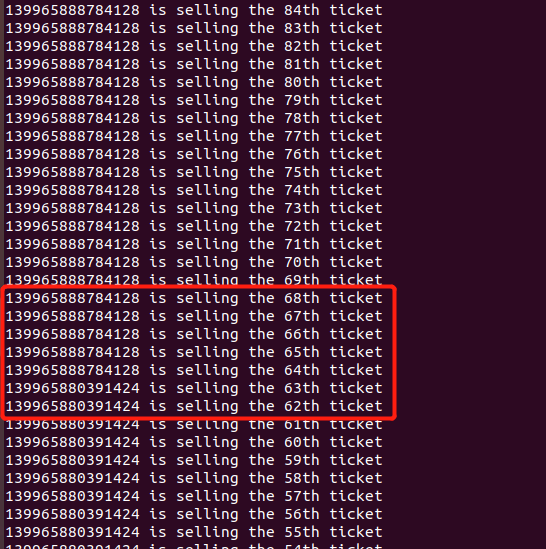 139965888784128 is selling the 84th ticket
139965888784128 is selling the 83th ticket
139965888784128 is selling the 82th ticket
139965888784128 is selling the 81th ticket
139965888784128 is selling the 80th ticket
139965888784128 is selling the 79th ticket
139965888784128 is selling the 78th ticket
139965888784128 is selling the 77th ticket
139965888784128 is selling the 76th ticket
139965888784128 is selling the 75th ticket
139965888784128 is selling the 74th ticket
139965888784128 is selling the 73th ticket
139965888784128 is selling the 72th ticket
139965888784128 is selling the 71th ticket
139965888784128 is selling the 70th ticket
139965888784128 is selling the 69th ticket
139965888784128 is selling the 68th ticket
139965888784128 is selling the 67th ticket
139965888784128 is selling the 66th ticket
139965888784128 is selling the 65th ticket
139965888784128 is selling the 64th ticket
139965880391424 is selling the 63th ticket
139965880391424 is selling the 62th ticket
139965880391424 is selling the 61th ticket
139965880391424 is selling the 60th ticket
139965880391424 is selling the 59th ticket
139965880391424 is selling the 58th ticket
139965880391424 is selling the 57th ticket
139965880391424 is selling the 56th ticket
139965880391424 is selling the 55th ticket
139965880391424 is selling the 54th ticket